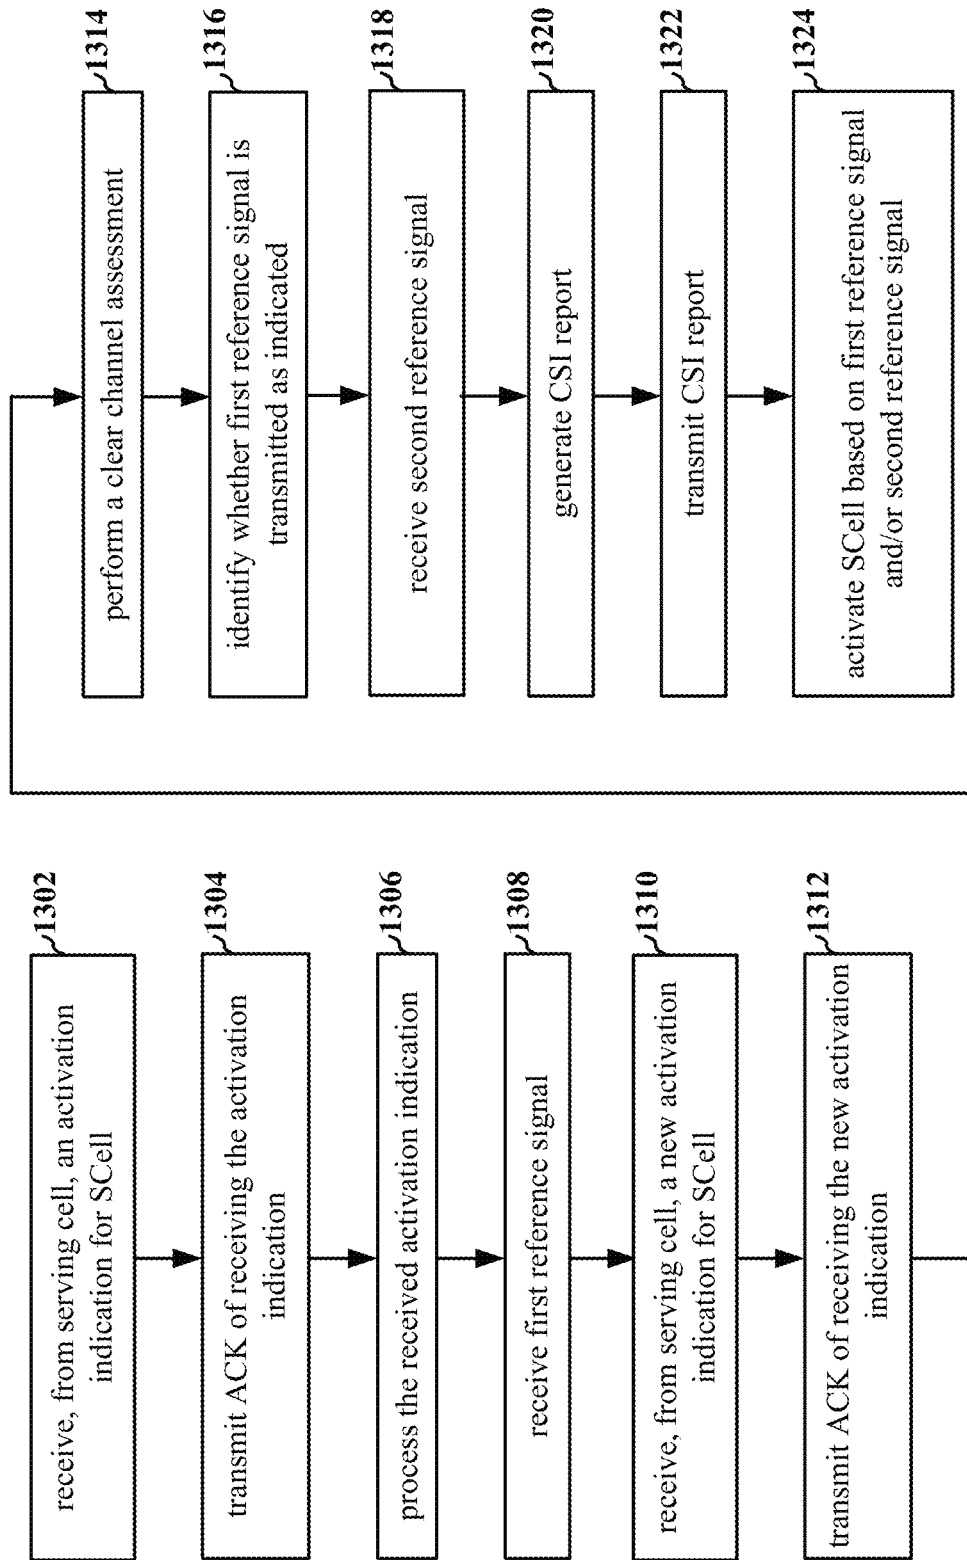 1302
receive, from serving cell, an activation
indication for SCell
1304
transmit ACK of receiving the activation
indication
1306
process the received activation indication
1308
receive first reference signal
1310
receive, from serving cell, a new activation
indication for SCell
1312
transmit ACK of receiving the new activation
indication
1314
perform a clear channel assessment
1316
identify whether first reference signal is
transmitted as indicated
1318
receive second reference signal
1320
generate CSI report
1322
transmit CSI report
1324
activate SCell based on first reference signal
and/or second reference signal